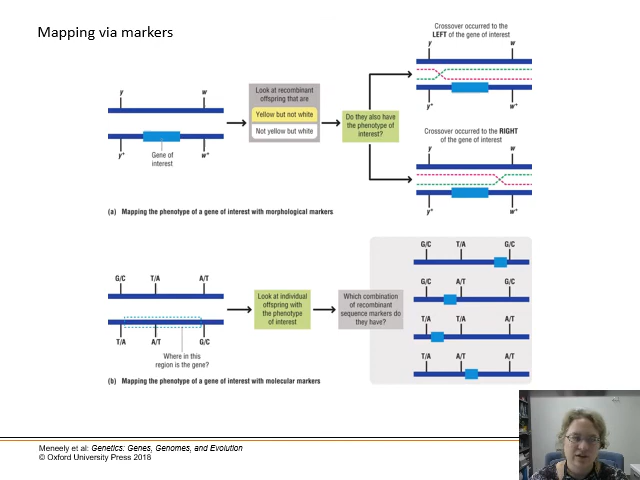 Mapping via markers
y
w
y⁺
w⁺
Gene of
interest
Look at recombinant
offspring that are
Yellow but not white
Not yellow but white
Do they also have
the phenotype of
interest?
Crossover occurred to the
LEFT of the gene of interest
y
w
y⁺
w⁺
Crossover occurred to the RIGHT
of the gene of interest
y
w
y⁺
w⁺
(a) Mapping the phenotype of a gene of interest with morphological markers
G/C T/A A/T
T/A A/T G/C
Where in this
region is the gene?
Look at individual
offspring with
the phenotype
of interest
Which combination
of recombinant
sequence markers do
they have?
G/C T/A G/C
G/C A/T G/C
T/A T/A A/T
T/A A/T A/T
(b) Mapping the phenotype of a gene of interest with molecular markers
Meneely et al: Genetics: Genes, Genomes, and Evolution
© Oxford University Press 2018